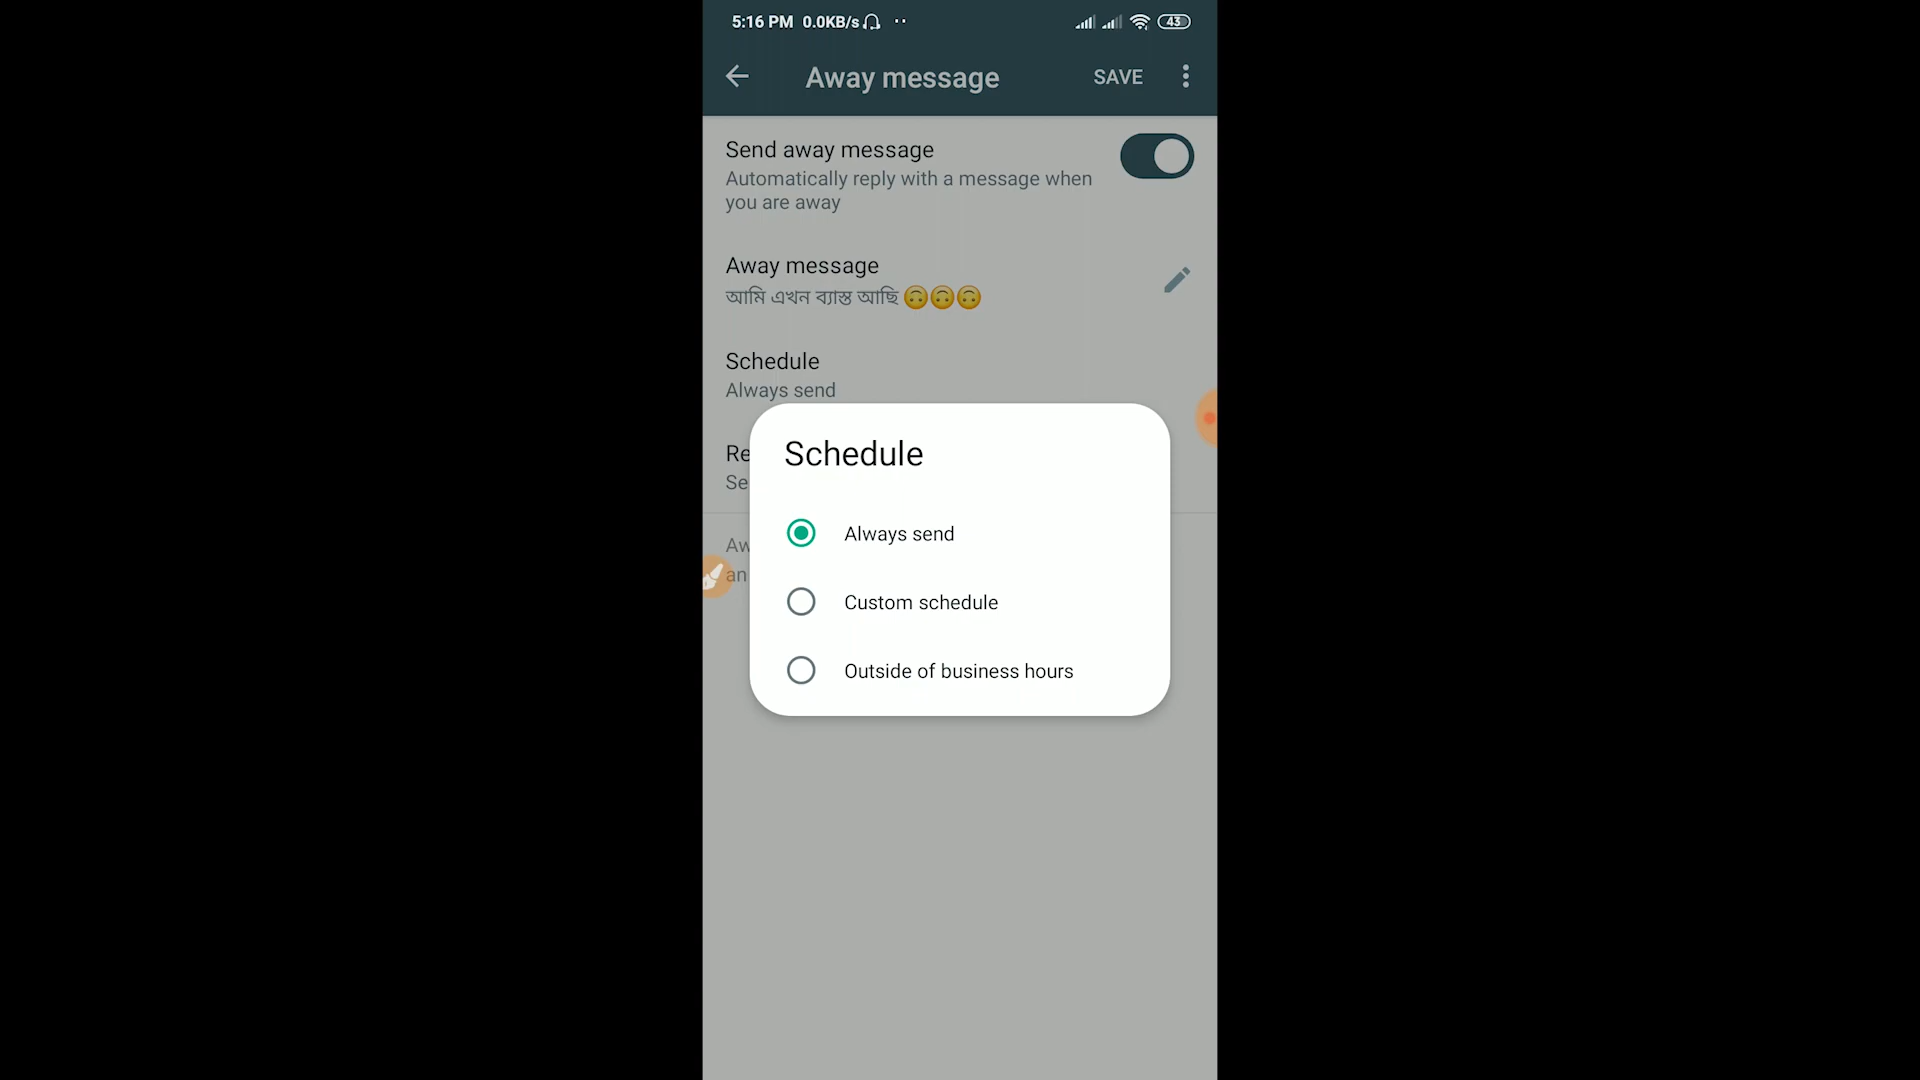 5:16 PM 0.0KB/s 43
Away message SAVE
Send away message
Automatically reply with a message when
you are away
Away message
আমি এখন ব্যাস্ত আছি 🙃🙃🙃
Schedule
Always send
Re
Se
Aw
an
Schedule
Always send
Custom schedule
Outside of business hours